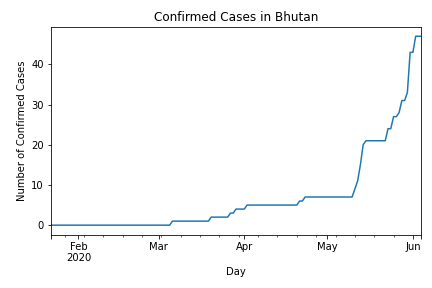 Confirmed Cases in Bhutan
Number of Confirmed Cases
40
30
20
10
0
Feb Mar Apr May Jun
2020
Day